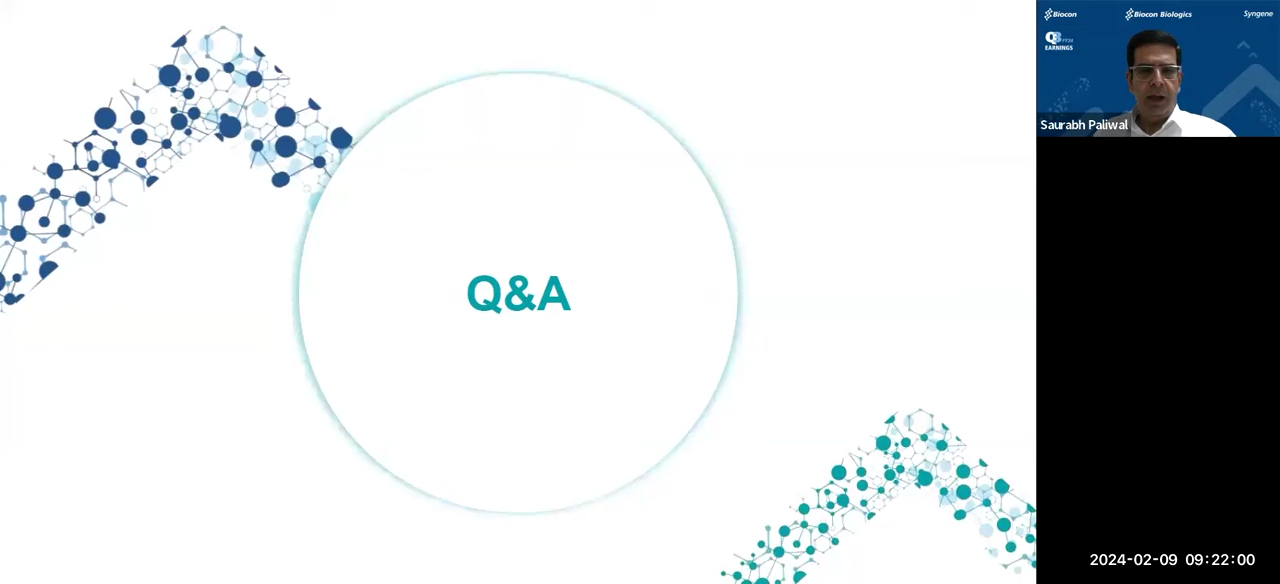 Q&A
Biocon
Biocon Biologics
Syngene
Q3 FY24
EARNINGS
Saurabh Paliwal
2024-02-09 09:22:00